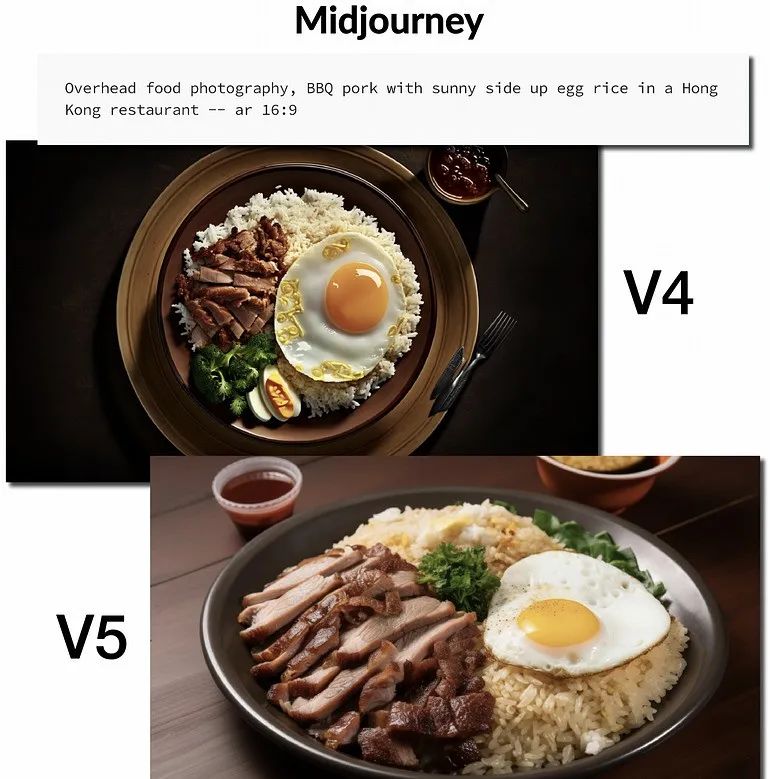 Midjourney
Overhead food photography, BBQ pork with sunny side up egg rice in a Hong
Kong restaurant -- ar 16:9
V4
V5